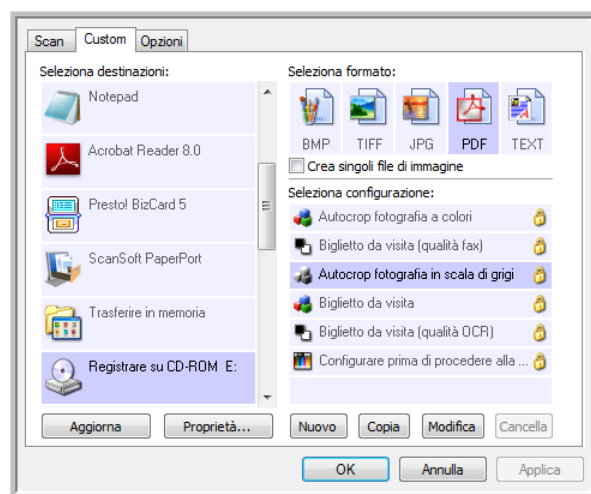 Scan Custom Opzioni
Seleziona destinazioni:
Notepad
Acrobat Reader 8.0
Presto! BizCard 5
ScanSoft PaperPort
Trasferire in memoria
Registrare su CD-ROM E:
Aggiorna Proprietà...
Seleziona formato:
BMP TIFF JPG PDF TEXT
Crea singoli file di immagine
Seleziona configurazione:
Autocrop fotografia a colori
Biglietto da visita (qualità fax)
Autocrop fotografia in scala di grigi
Biglietto da visita
Biglietto da visita (qualità OCR)
Configurare prima di procedere alla ...
Nuovo Copia Modifica Cancella
OK Annulla Applica